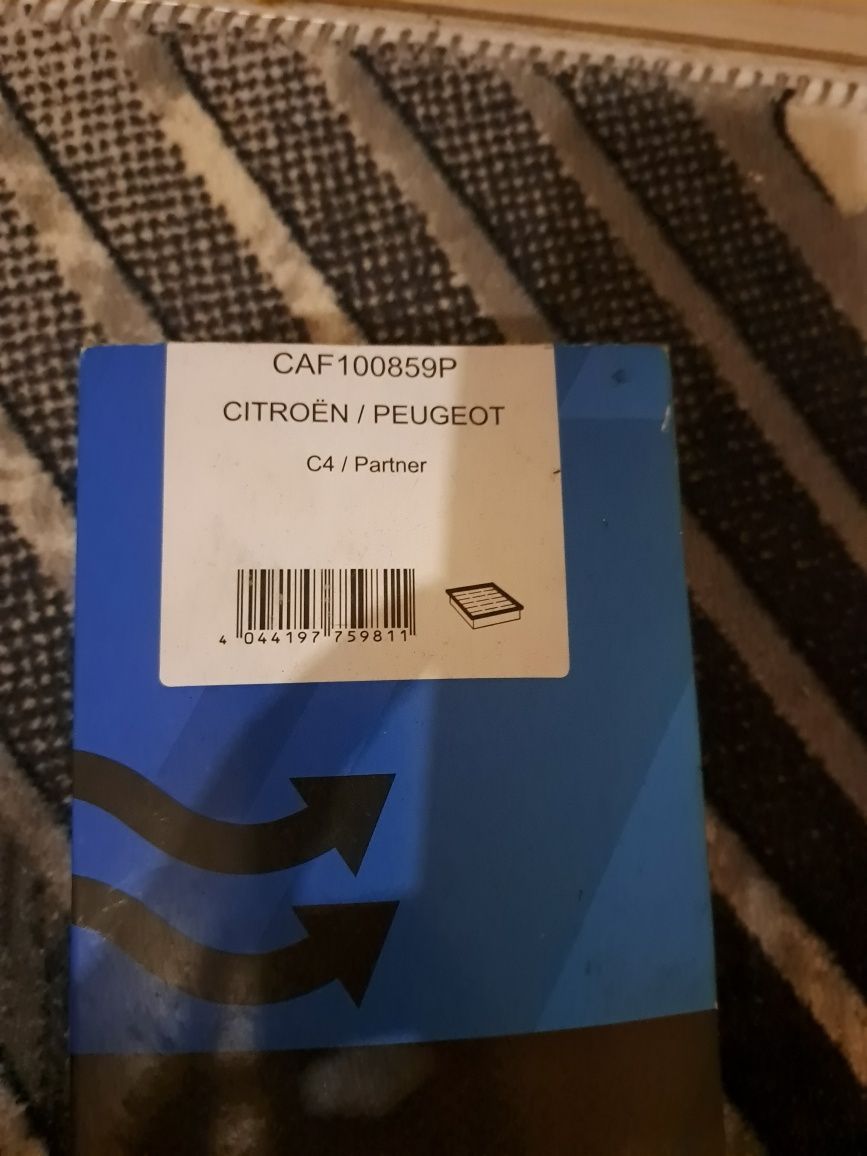 CAF100859P
CITROËN / PEUGEOT
C4 / Partner
4 044197 759811